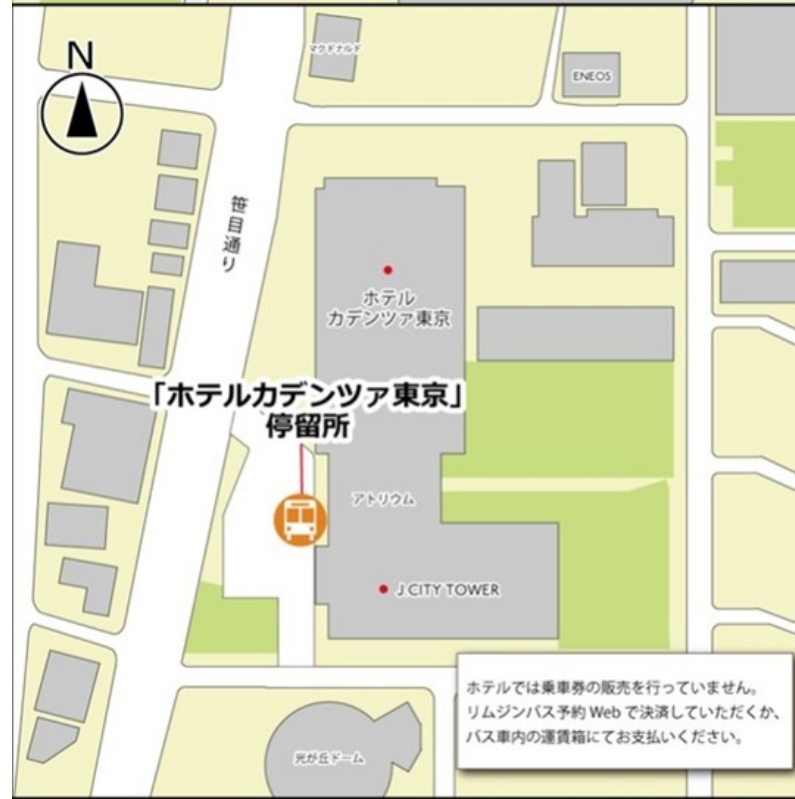 N
マクドナルド
ENEOS
笹目通り
ホテル
カデンツァ東京
「ホテルカデンツァ東京」
停留所
アトリウム
J.CITY TOWER
ホテルでは乗車券の販売を行っていません。
リムジンバス予約 Web で決済していただくか、
バス車内の運賃箱にてお支払いください。
光が丘ドーム